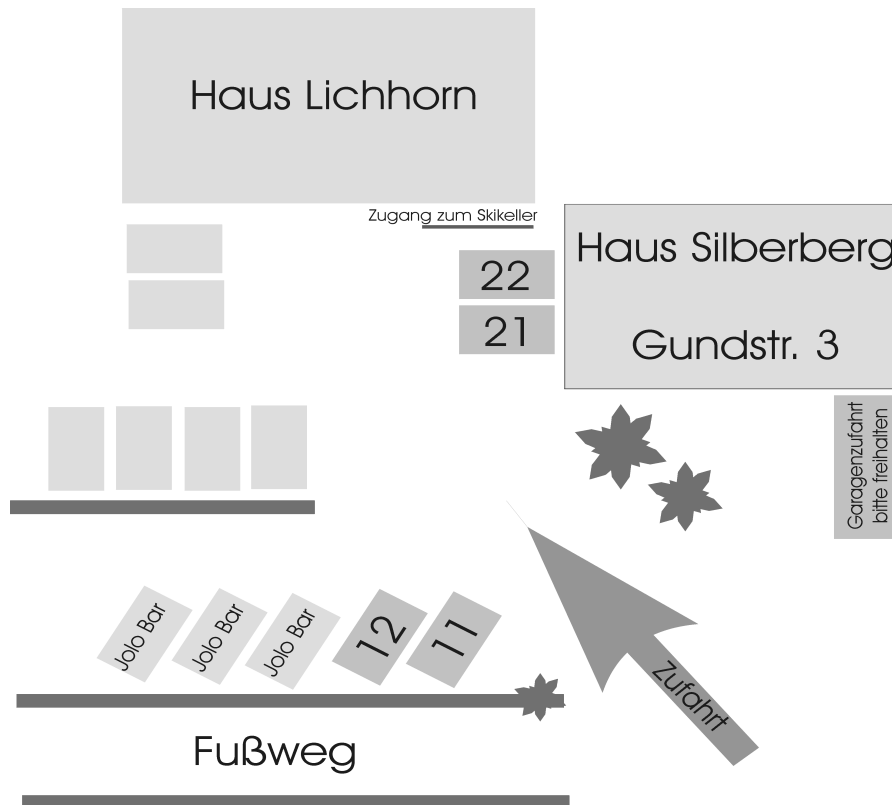 Haus Lichhorn
Zugang zum Skikeller
Haus Silberberg
22
21
Gundstr. 3
Garagenzufahrt
bitte freihalten
Jolo Bar
Jolo Bar
Jolo Bar
12
11
Zufahrt
Fußweg